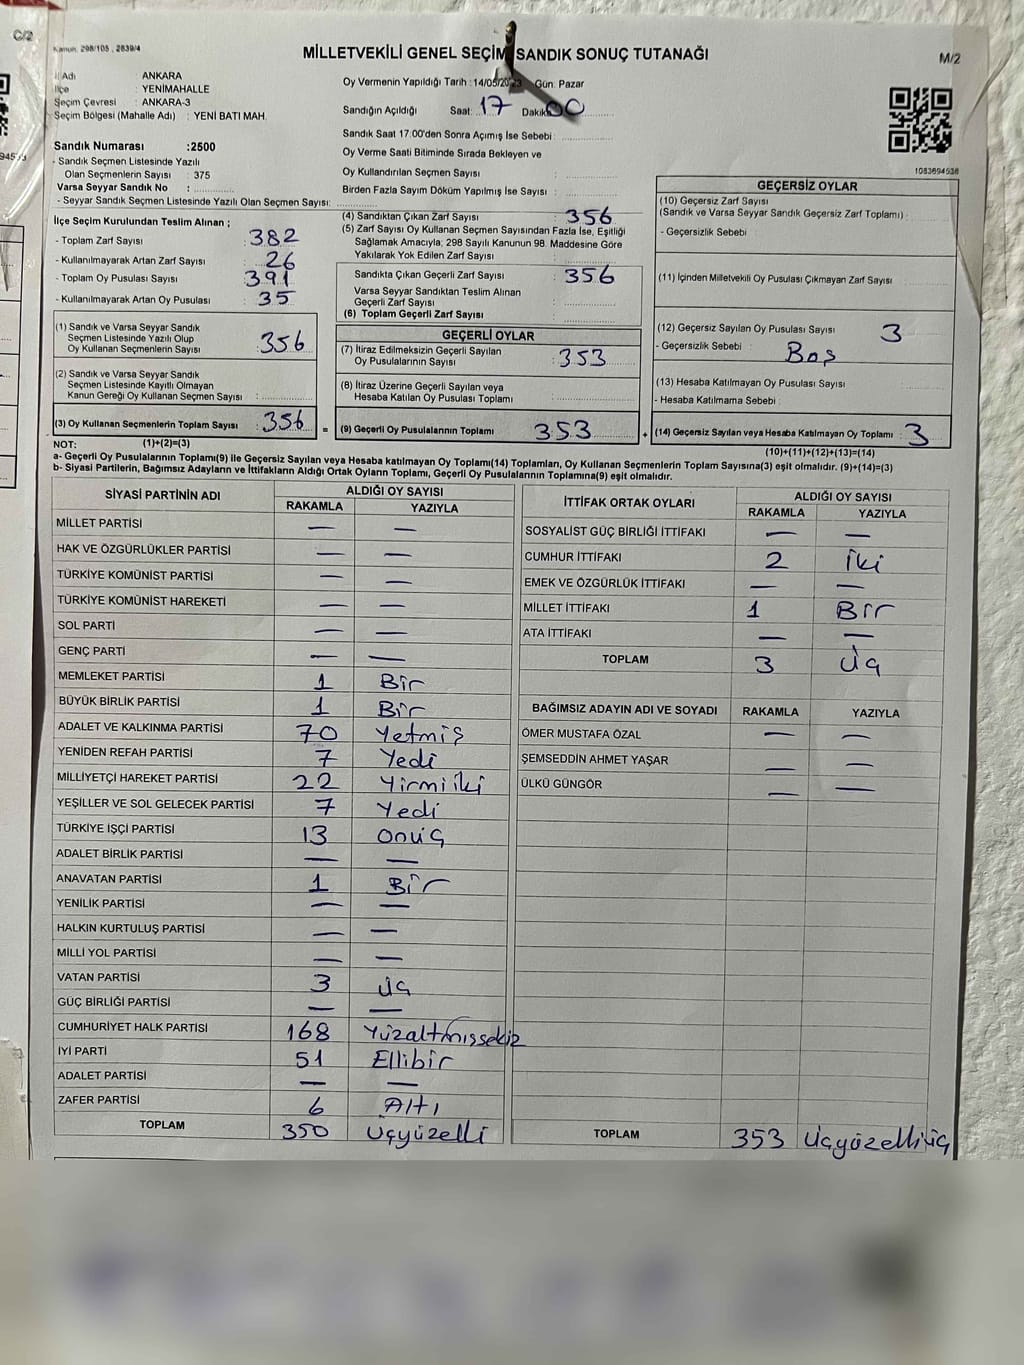 C/2
Kanun: 298/105 , 2839/4
MİLLETVEKİLİ GENEL SEÇİM SANDIK SONUÇ TUTANAĞI
M/2
İl Adı : ANKARA
İlçe : YENİMAHALLE
Seçim Çevresi : ANKARA-3
Seçim Bölgesi (Mahalle Adı) : YENİ BATI MAH.
Sandık Numarası :2500
- Sandık Seçmen Listesinde Yazılı
Olan Seçmenlerin Sayısı : 375
Varsa Seyyar Sandık No :
- Seyyar Sandık Seçmen Listesinde Yazılı Olan Seçmen Sayısı:
Oy Vermenin Yapıldığı Tarih : 14/05/2023 Gün: Pazar
Sandığın Açıldığı Saat: 17 Dakika 00
Sandık Saat 17.00'den Sonra Açımış İse Sebebi :
Oy Verme Saati Bitiminde Sırada Bekleyen ve
Oy Kullandırılan Seçmen Sayısı :
Birden Fazla Sayım Döküm Yapılmış İse Sayısı :
1083694538
İlçe Seçim Kurulundan Teslim Alınan ;
- Toplam Zarf Sayısı : 382
- Kullanılmayarak Artan Zarf Sayısı : 26
- Toplam Oy Pusulası Sayısı : 391
- Kullanılmayarak Artan Oy Pusulası : 35
(1) Sandık ve Varsa Seyyar Sandık
Seçmen Listesinde Yazılı Olup
Oy Kullanan Seçmenlerin Sayısı : 356
(2) Sandık ve Varsa Seyyar Sandık
Seçmen Listesinde Kayıtlı Olmayan
Kanun Gereği Oy Kullanan Seçmen Sayısı :
(3) Oy Kullanan Seçmenlerin Toplam Sayısı : 356 =
(4) Sandıktan Çıkan Zarf Sayısı : 356
(5) Zarf Sayısı Oy Kullanan Seçmen Sayısından Fazla İse, Eşitliği
Sağlamak Amacıyla; 298 Sayılı Kanunun 98. Maddesine Göre
Yakılarak Yok Edilen Zarf Sayısı :
Sandıkta Çıkan Geçerli Zarf Sayısı : 356
Varsa Seyyar Sandıktan Teslim Alınan
Geçerli Zarf Sayısı :
(6) Toplam Geçerli Zarf Sayısı :
GEÇERLİ OYLAR
(7) İtiraz Edilmeksizin Geçerli Sayılan
Oy Pusulalarının Sayısı : 353
(8) İtiraz Üzerine Geçerli Sayılan veya
Hesaba Katılan Oy Pusulası Toplamı :
(9) Geçerli Oy Pusulalarının Toplamı : 353 +
GEÇERSİZ OYLAR
(10) Geçersiz Zarf Sayısı
(Sandık ve Varsa Seyyar Sandık Geçersiz Zarf Toplamı) :
- Geçersizlik Sebebi :
(11) İçinden Milletvekili Oy Pusulası Çıkmayan Zarf Sayısı :
(12) Geçersiz Sayılan Oy Pusulası Sayısı : 3
- Geçersizlik Sebebi : Boş
(13) Hesaba Katılmayan Oy Pusulası Sayısı :
- Hesaba Katılmama Sebebi :
(14) Geçersiz Sayılan veya Hesaba Katılmayan Oy Toplamı : 3
NOT: (1)+(2)=(3)
(10)+(11)+(12)+(13)=(14)
a- Geçerli Oy Pusulalarının Toplamı(9) ile Geçersiz Sayılan veya Hesaba katılmayan Oy Toplamı(14) Toplamları, Oy Kullanan Seçmenlerin Toplam Sayısına(3) eşit olmalıdır. (9)+(14)=(3)
b- Siyasi Partilerin, Bağımsız Adayların ve İttifakların Aldığı Ortak Oyların Toplamı, Geçerli Oy Pusulalarının Toplamına(9) eşit olmalıdır.
SİYASİ PARTİNİN ADI
ALDIĞI OY SAYISI
RAKAMLA YAZIYLA
MİLLET PARTİSİ — —
HAK VE ÖZGÜRLÜKLER PARTİSİ — —
TÜRKİYE KOMÜNİST PARTİSİ — —
TÜRKİYE KOMÜNİST HAREKETİ — —
SOL PARTİ — —
GENÇ PARTİ — —
MEMLEKET PARTİSİ 1 Bir
BÜYÜK BİRLİK PARTİSİ 1 Bir
ADALET VE KALKINMA PARTİSİ 70 Yetmiş
YENİDEN REFAH PARTİSİ 7 Yedi
MİLLİYETÇİ HAREKET PARTİSİ 22 Yirmiiki
YEŞİLLER VE SOL GELECEK PARTİSİ 7 Yedi
TÜRKİYE İŞÇİ PARTİSİ 13 Onüç
ADALET BİRLİK PARTİSİ — —
ANAVATAN PARTİSİ 1 Bir
YENİLİK PARTİSİ — —
HALKIN KURTULUŞ PARTİSİ — —
MİLLİ YOL PARTİSİ — —
VATAN PARTİSİ 3 Üç
GÜÇ BİRLİĞİ PARTİSİ — —
CUMHURİYET HALK PARTİSİ 168 Yüzaltmışsekiz
İYİ PARTİ 51 Ellibir
ADALET PARTİSİ — —
ZAFER PARTİSİ 6 Altı
TOPLAM 350 Üçyüzelli
İTTİFAK ORTAK OYLARI
ALDIĞI OY SAYISI
RAKAMLA YAZIYLA
SOSYALİST GÜÇ BİRLİĞİ İTTİFAKI — —
CUMHUR İTTİFAKI 2 İki
EMEK VE ÖZGÜRLÜK İTTİFAKI — —
MİLLET İTTİFAKI 1 Bir
ATA İTTİFAKI — —
TOPLAM 3 Üç
BAĞIMSIZ ADAYIN ADI VE SOYADI RAKAMLA YAZIYLA
ÖMER MUSTAFA ÖZAL — —
ŞEMSEDDİN AHMET YAŞAR — —
ÜLKÜ GÜNGÖR — —
TOPLAM 353 Üçyüzelliüç